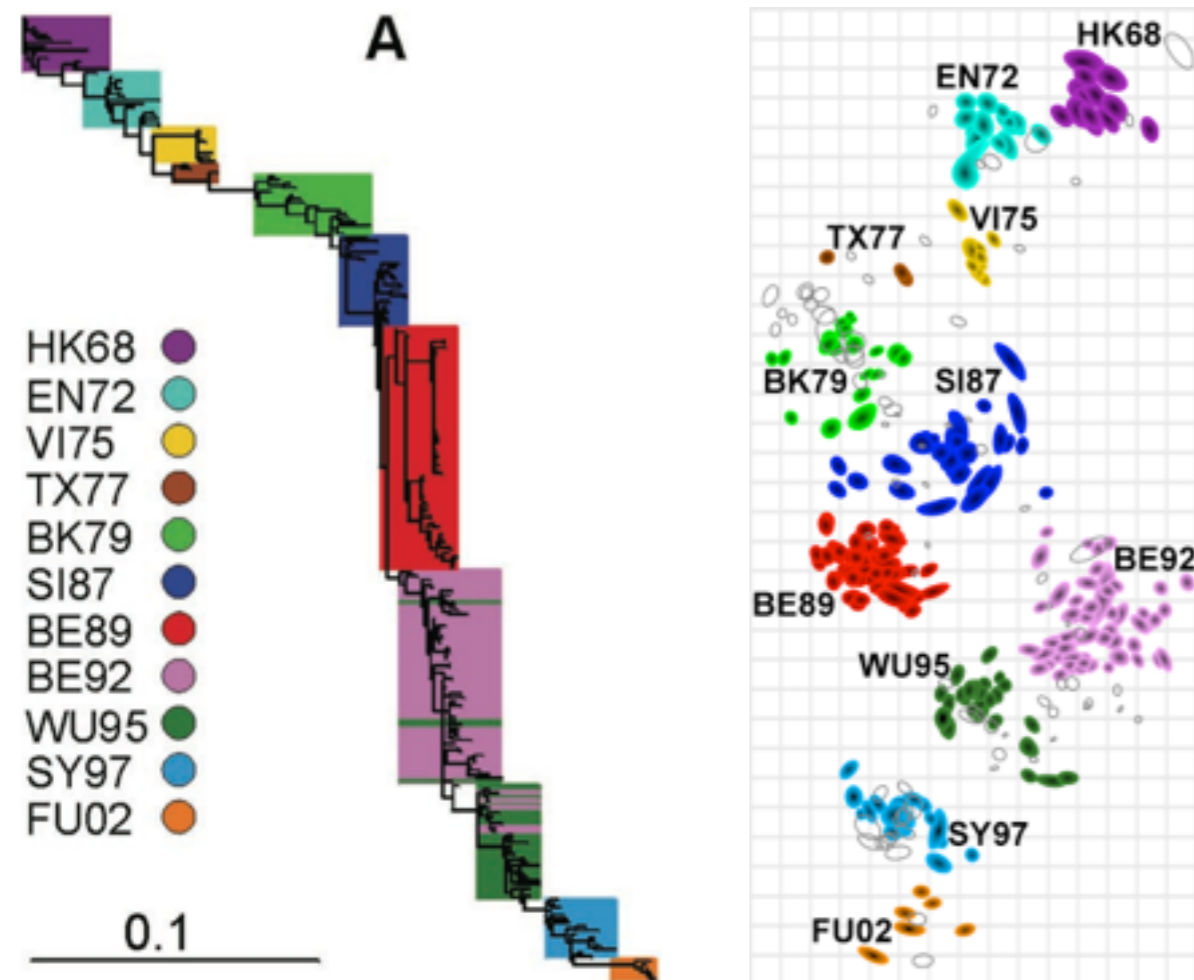 A
HK68
EN72
VI75
TX77
BK79
SI87
BE89
BE92
WU95
SY97
FU02
0.1
HK68
EN72
VI75
TX77
BK79
SI87
BE92
BE89
WU95
SY97
FU02